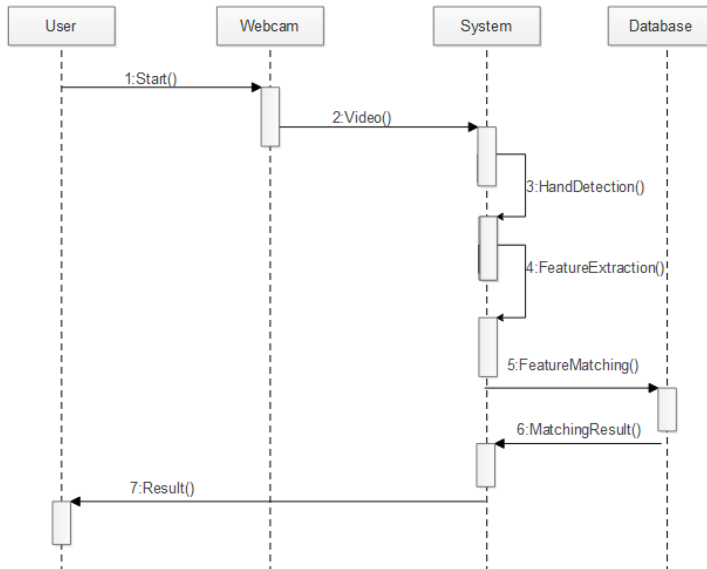 User
Webcam
System
Database
1:Start()
2:Video()
3:HandDetection()
4:FeatureExtraction()
5:FeatureMatching()
6:MatchingResult()
7:Result()